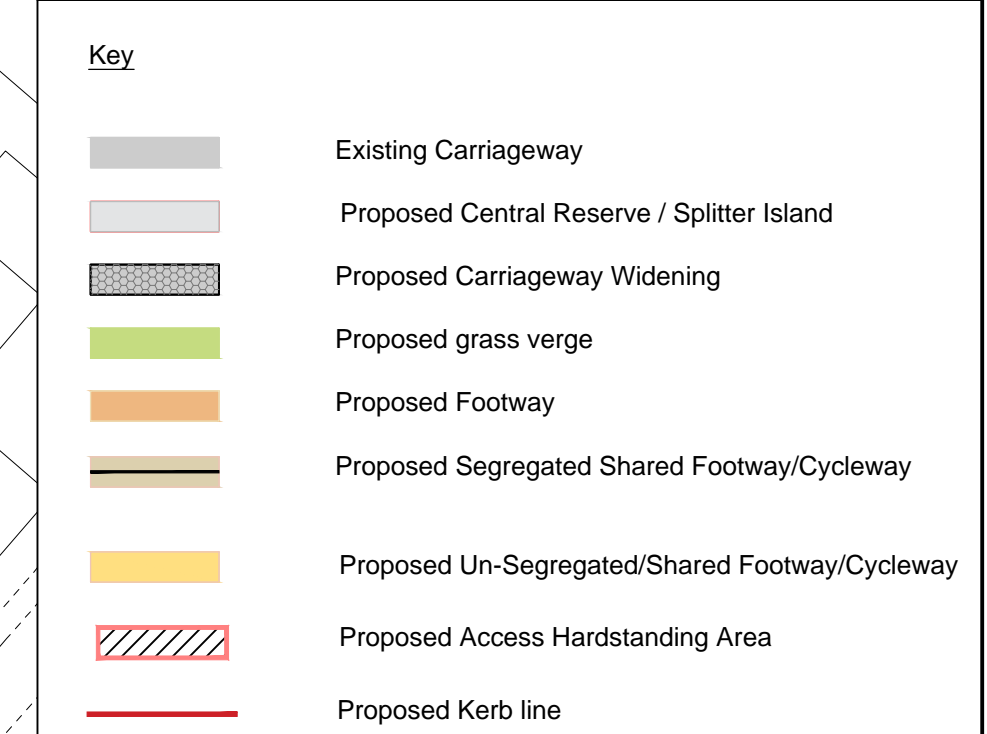 Key
Existing Carriageway
Proposed Central Reserve / Splitter Island
Proposed Carriageway Widening
Proposed grass verge
Proposed Footway
Proposed Segregated Shared Footway/Cycleway
Proposed Un-Segregated/Shared Footway/Cycleway
Proposed Access Hardstanding Area
Proposed Kerb line